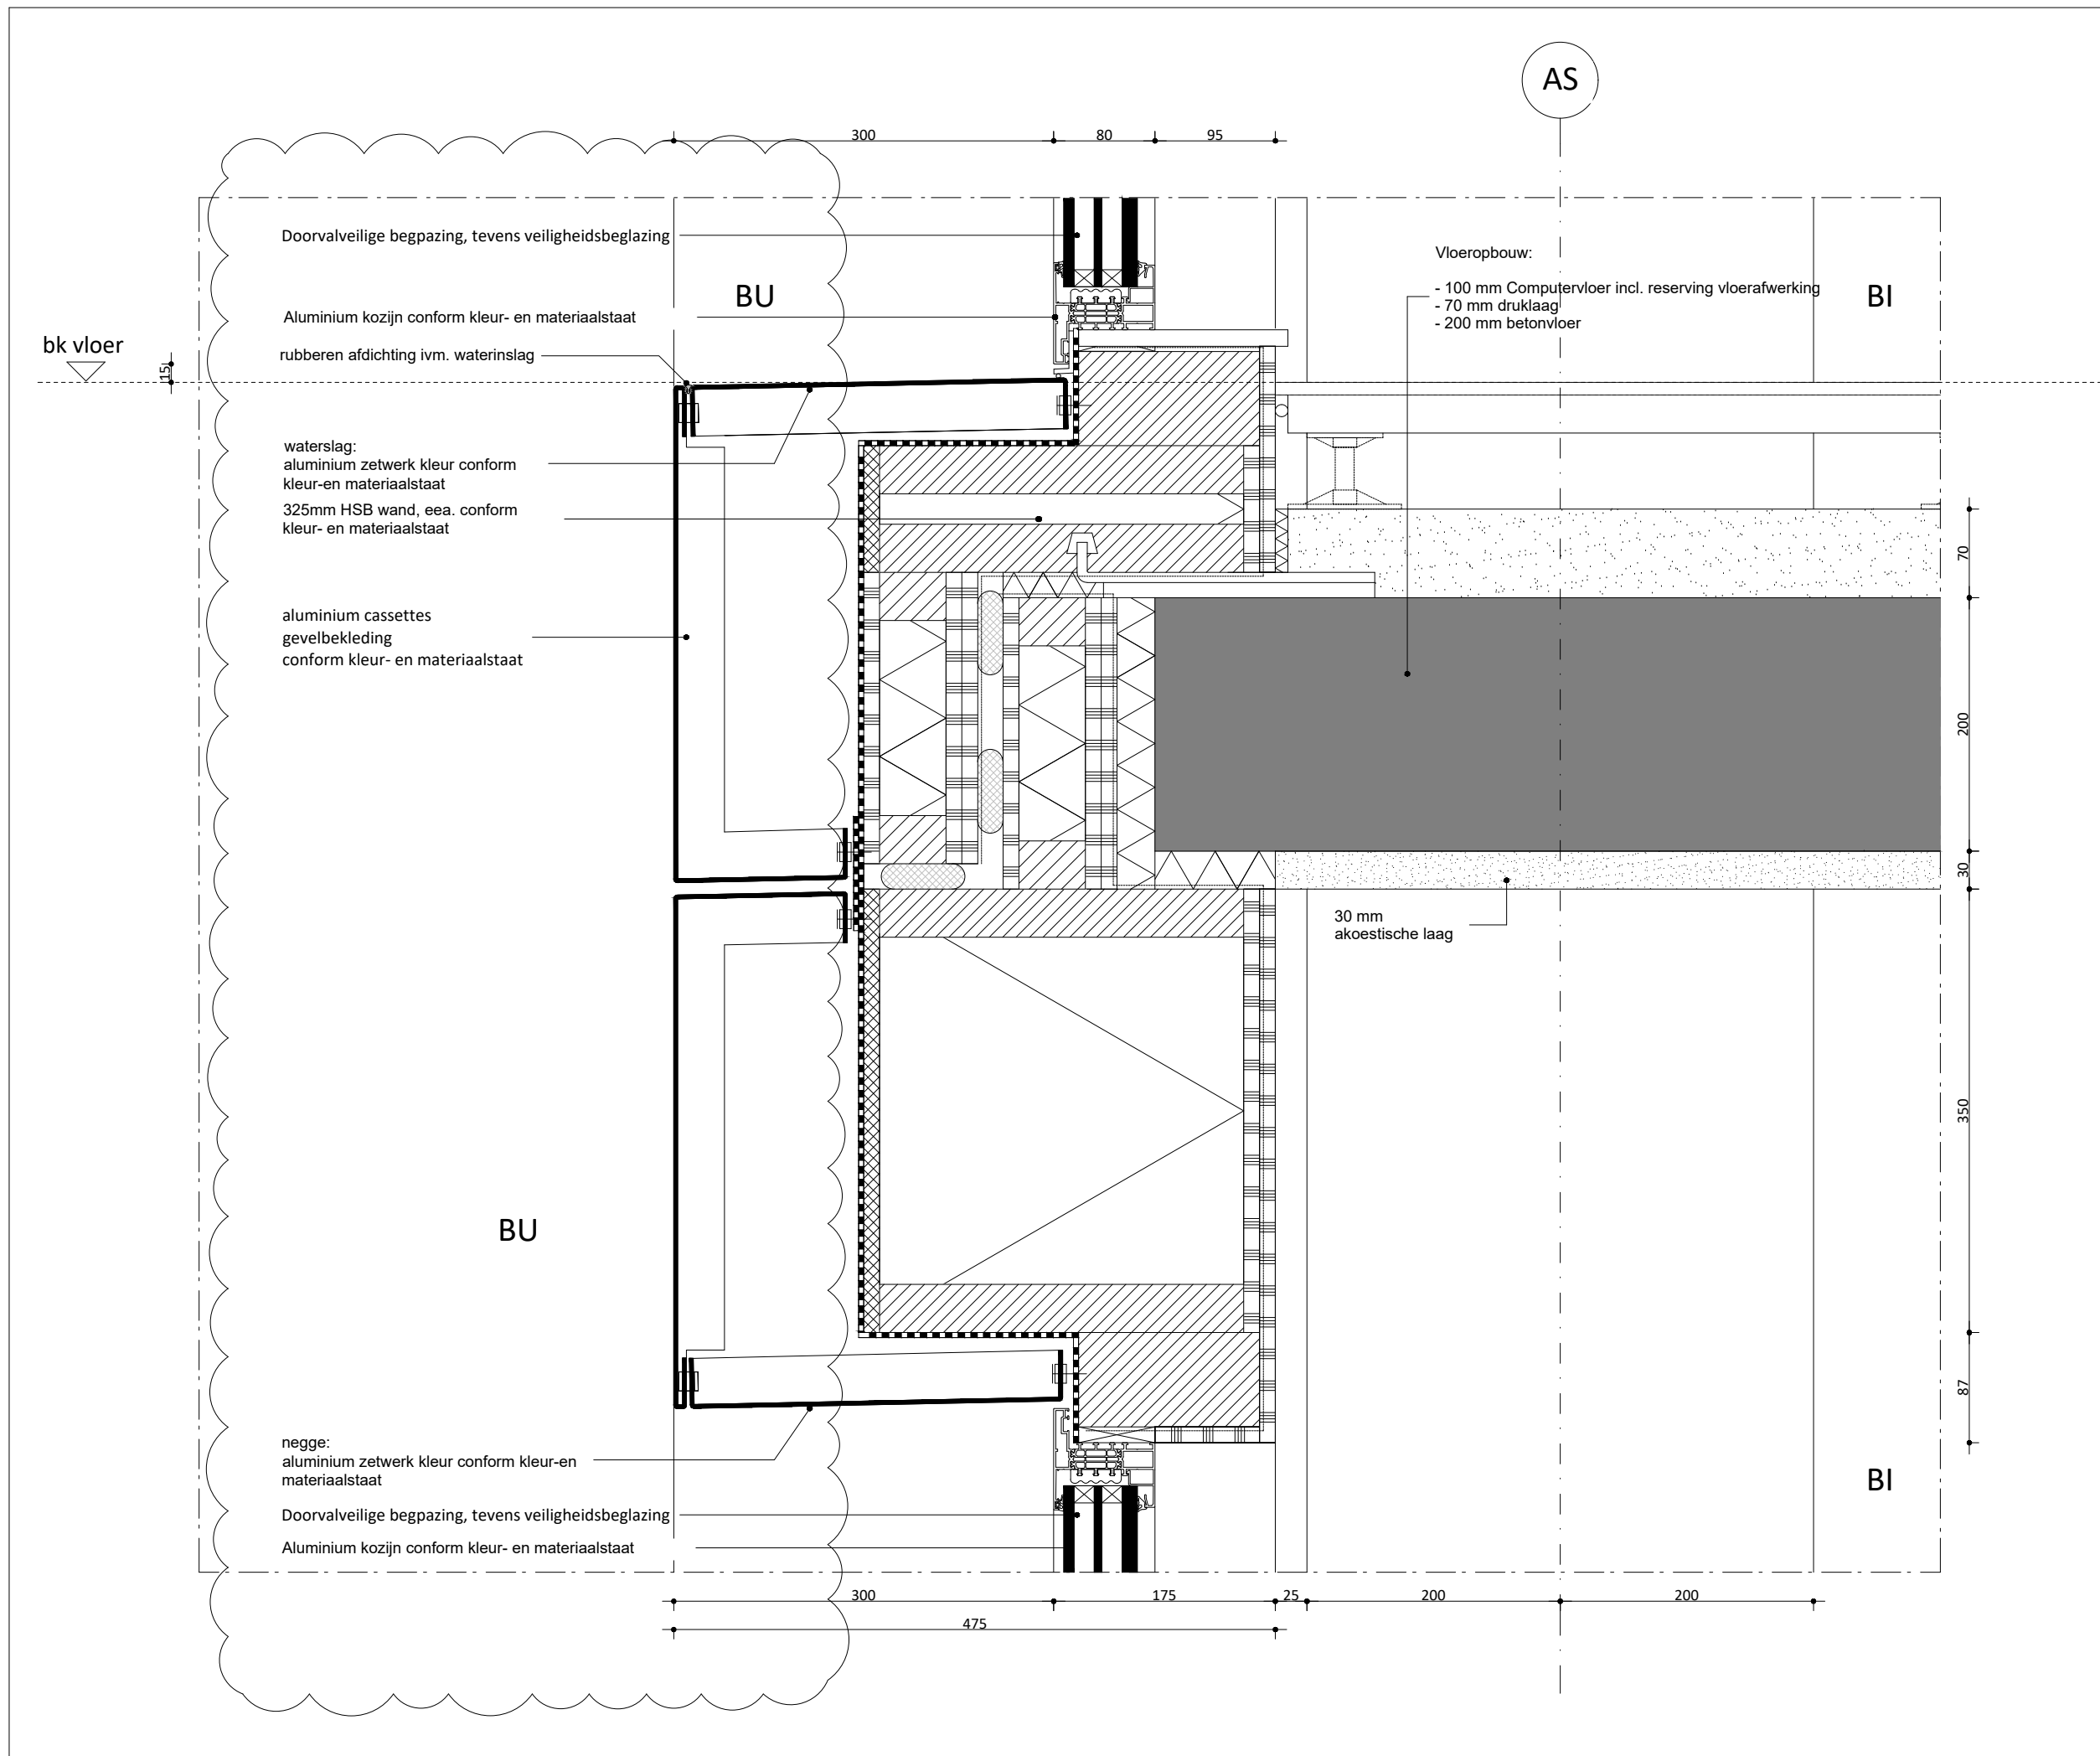 AS
300
80
95
Doorvalveilige begpazing, tevens veiligheidsbeglazing
BU
Aluminium kozijn conform kleur- en materiaalstaat
rubberen afdichting ivm. waterinslag
bk vloer
15
Vloeropbouw:
- 100 mm Computervloer incl. reserving vloerafwerking
- 70 mm druklaag
- 200 mm betonvloer
BI
waterslag:
aluminium zetwerk kleur conform
kleur-en materiaalstaat
325mm HSB wand, eea. conform
kleur- en materiaalstaat
aluminium cassettes
gevelbekleding
conform kleur- en materiaalstaat
70
200
30
30 mm
akoestische laag
350
BU
87
negge:
aluminium zetwerk kleur conform kleur-en
materiaalstaat
Doorvalveilige begpazing, tevens veiligheidsbeglazing
Aluminium kozijn conform kleur- en materiaalstaat
BI
300
175
25
200
200
475